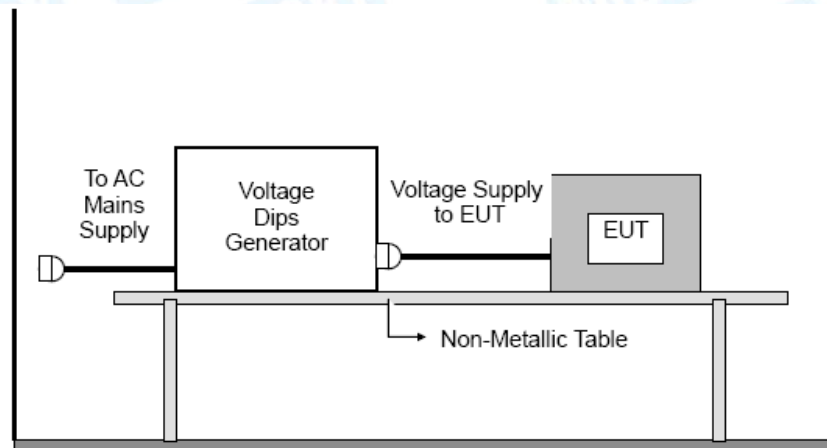 To AC
Mains
Supply
Voltage
Dips
Generator
Voltage Supply
to EUT
EUT
Non-Metallic Table